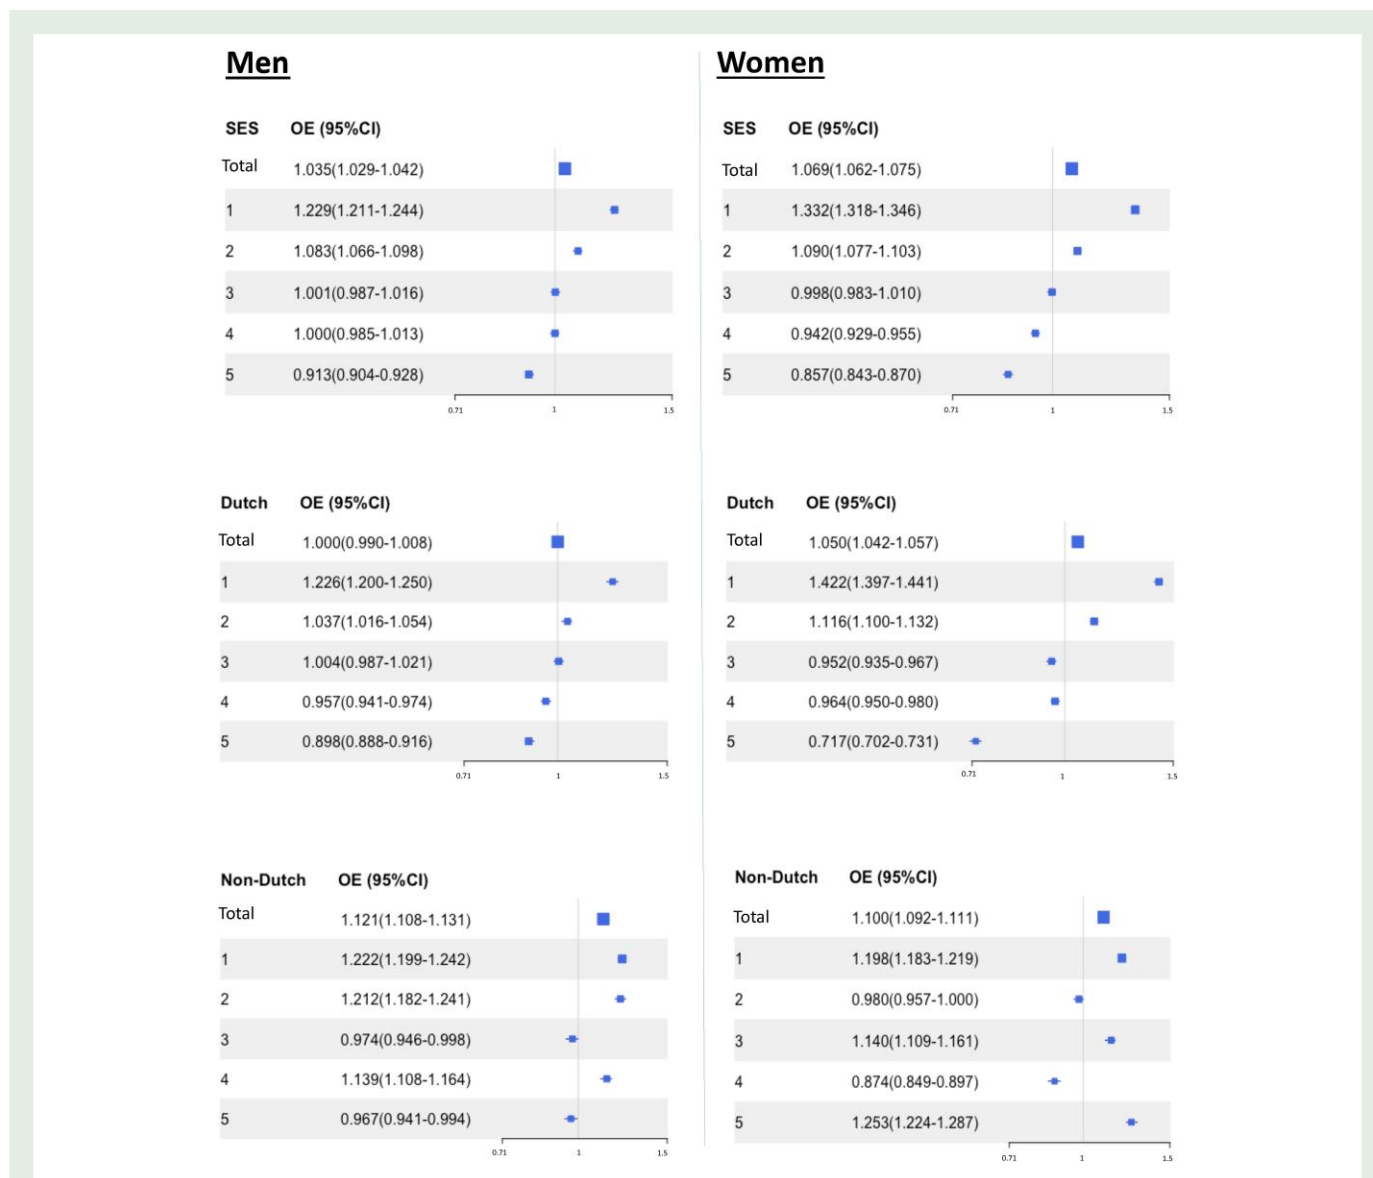 Men
SES OE (95%CI)
Total 1.035(1.029-1.042)
1 1.229(1.211-1.244)
2 1.083(1.066-1.098)
3 1.001(0.987-1.016)
4 1.000(0.985-1.013)
5 0.913(0.904-0.928)
0.71 1 1.5
Dutch OE (95%CI)
Total 1.000(0.990-1.008)
1 1.226(1.200-1.250)
2 1.037(1.016-1.054)
3 1.004(0.987-1.021)
4 0.957(0.941-0.974)
5 0.898(0.888-0.916)
0.71 1 1.5
Non-Dutch OE (95%CI)
Total 1.121(1.108-1.131)
1 1.222(1.199-1.242)
2 1.212(1.182-1.241)
3 0.974(0.946-0.998)
4 1.139(1.108-1.164)
5 0.967(0.941-0.994)
0.71 1 1.5
Women
SES OE (95%CI)
Total 1.069(1.062-1.075)
1 1.332(1.318-1.346)
2 1.090(1.077-1.103)
3 0.998(0.983-1.010)
4 0.942(0.929-0.955)
5 0.857(0.843-0.870)
0.71 1 1.5
Dutch OE (95%CI)
Total 1.050(1.042-1.057)
1 1.422(1.397-1.441)
2 1.116(1.100-1.132)
3 0.952(0.935-0.967)
4 0.964(0.950-0.980)
5 0.717(0.702-0.731)
0.71 1 1.5
Non-Dutch OE (95%CI)
Total 1.100(1.092-1.111)
1 1.198(1.183-1.219)
2 0.980(0.957-1.000)
3 1.140(1.109-1.161)
4 0.874(0.849-0.897)
5 1.253(1.224-1.287)
0.71 1 1.5